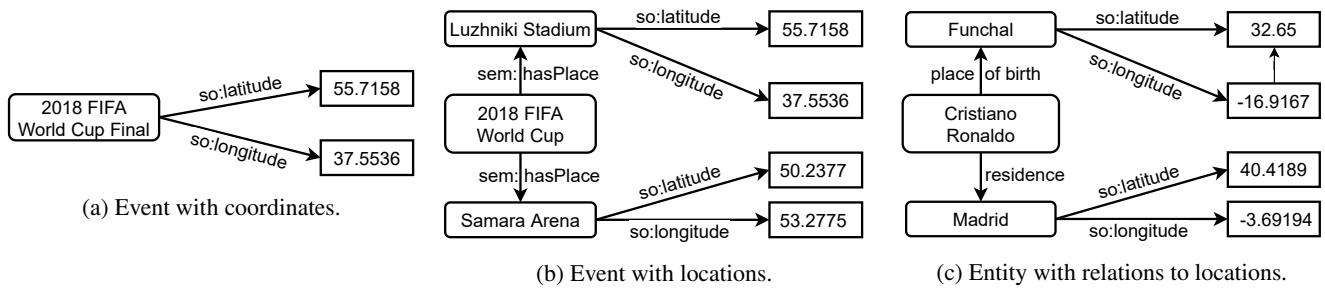 2018 FIFA
World Cup Final
so:latitude
55.7158
so:longitude
37.5536
(a) Event with coordinates.
Luzhniki Stadium
so:latitude
55.7158
sem: hasPlace
so:longitude
37.5536
2018 FIFA
World Cup
sem: hasPlace
so:latitude
50.2377
Samara Arena
so:longitude
53.2775
(b) Event with locations.
Funchal
so:latitude
32.65
place of birth
so:longitude
-16.9167
Cristiano
Ronaldo
residence
so:latitude
40.4189
Madrid
so:longitude
-3.69194
(c) Entity with relations to locations.